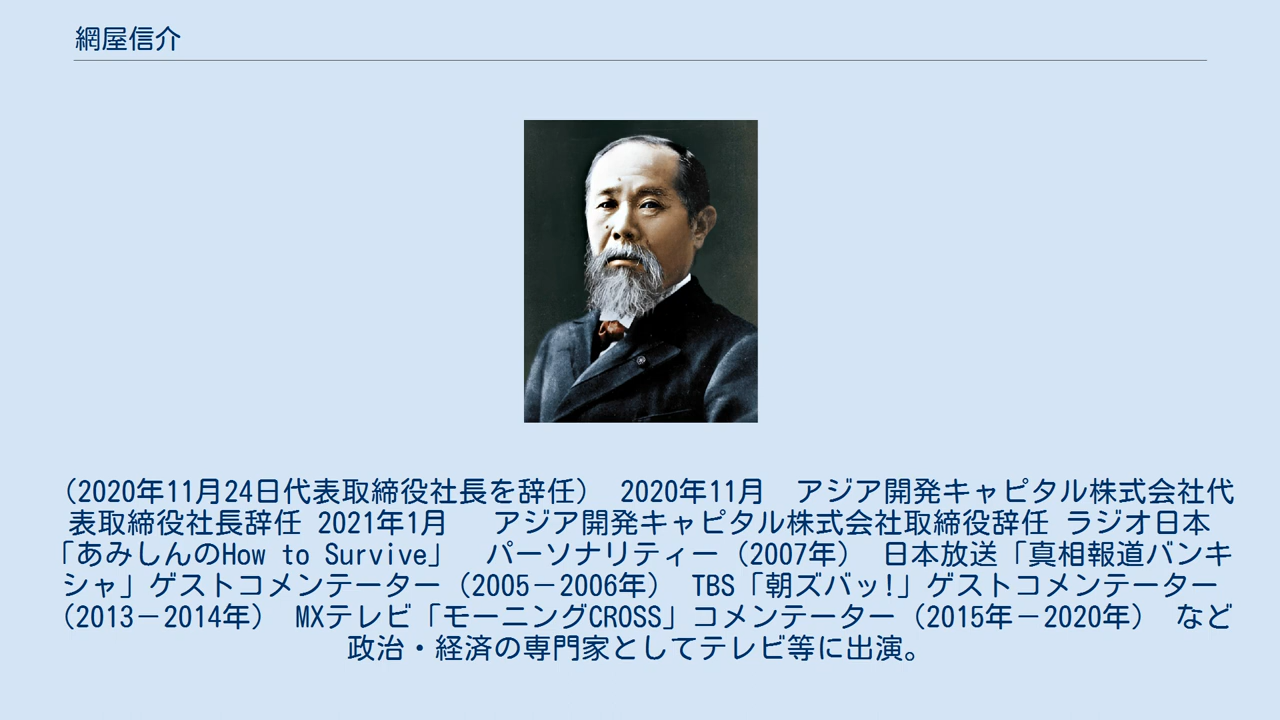 網屋信介
（2020年11月24日代表取締役社長を辞任） 2020年11月　アジア開発キャピタル株式会社代
表取締役社長辞任 2021年1月　 アジア開発キャピタル株式会社取締役辞任 ラジオ日本
「あみしんのHow to Survive」　パーソナリティー（2007年） 日本放送「真相報道バンキ
シャ」ゲストコメンテーター（2005－2006年） TBS「朝ズバッ!」ゲストコメンテーター
（2013－2014年） MXテレビ「モーニングCROSS」コメンテーター（2015年－2020年） など
政治・経済の専門家としてテレビ等に出演。